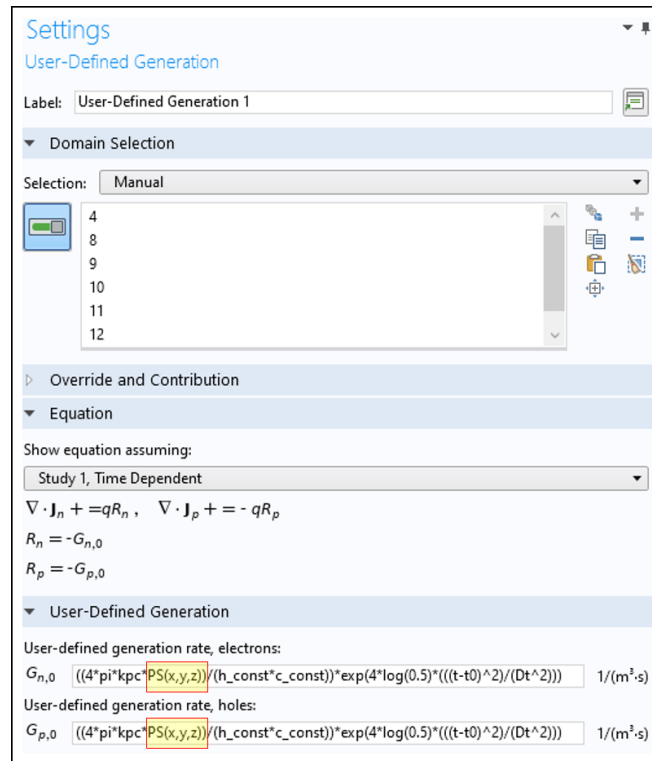 Settings
User-Defined Generation
Label: User-Defined Generation 1
Domain Selection
Selection: Manual
4
8
9
10
11
12
Override and Contribution
Equation
Show equation assuming:
Study 1, Time Dependent
∇ · Jn + =qRn , ∇ · Jp + = - qRp
Rn = -Gn,0
Rp = -Gp,0
User-Defined Generation
User-defined generation rate, electrons:
Gn,0 ((4*pi*kpc*PS(x,y,z))/(h_const*c_const))*exp(4*log(0.5)*(((t-t0)^2)/(Dt^2))) 1/(m³·s)
User-defined generation rate, holes:
Gp,0 ((4*pi*kpc*PS(x,y,z))/(h_const*c_const))*exp(4*log(0.5)*(((t-t0)^2)/(Dt^2))) 1/(m³·s)